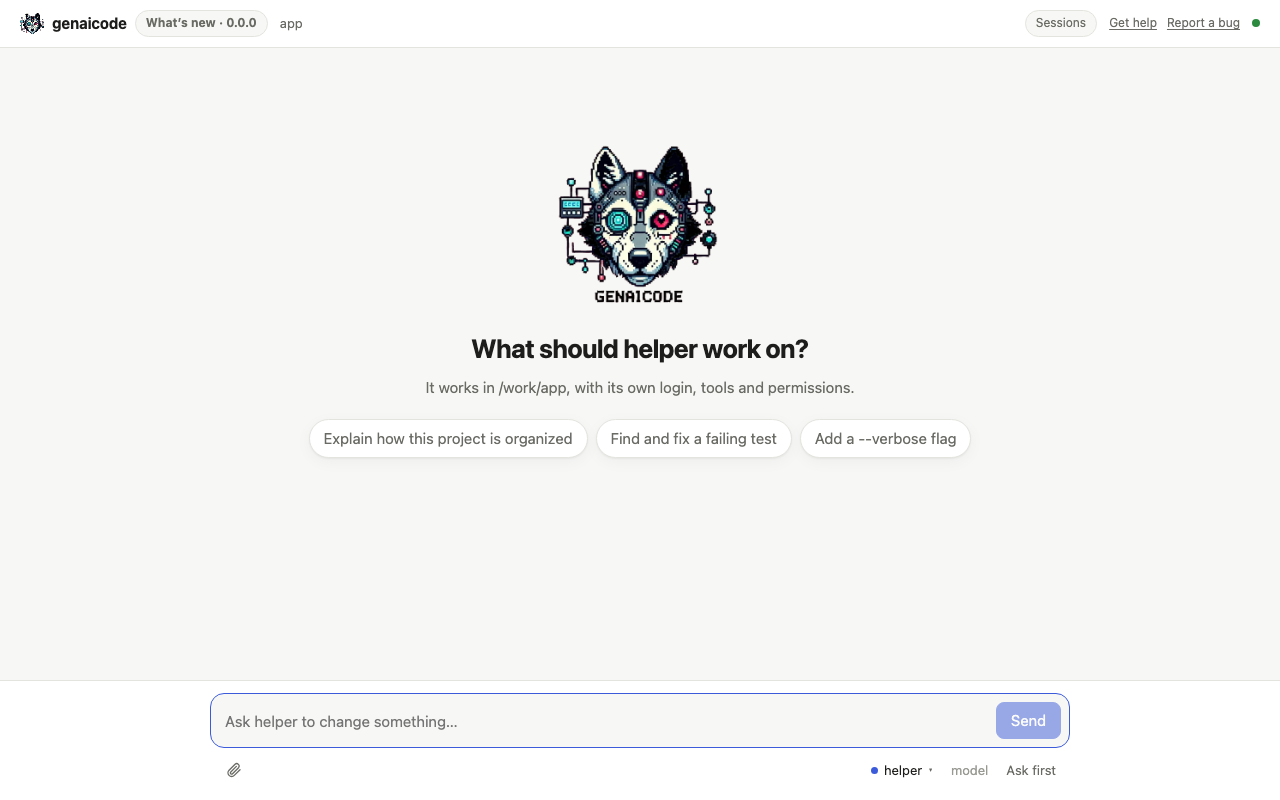 genaicode
What's new · 0.0.0
app
Sessions
Get help
Report a bug
GENAICODE
What should helper work on?
It works in /work/app, with its own login, tools and permissions.
Explain how this project is organized
Find and fix a failing test
Add a --verbose flag
Ask helper to change something...
Send
helper
model
Ask first